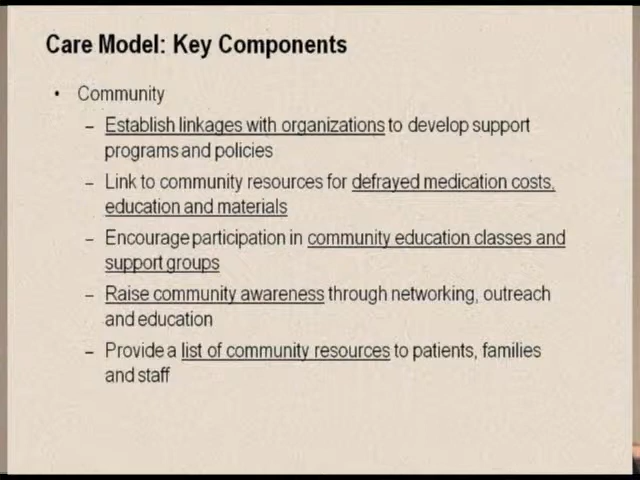 Care Model: Key Components
• Community
– Establish linkages with organizations to develop support
programs and policies
– Link to community resources for defrayed medication costs,
education and materials
– Encourage participation in community education classes and
support groups
– Raise community awareness through networking, outreach
and education
– Provide a list of community resources to patients, families
and staff